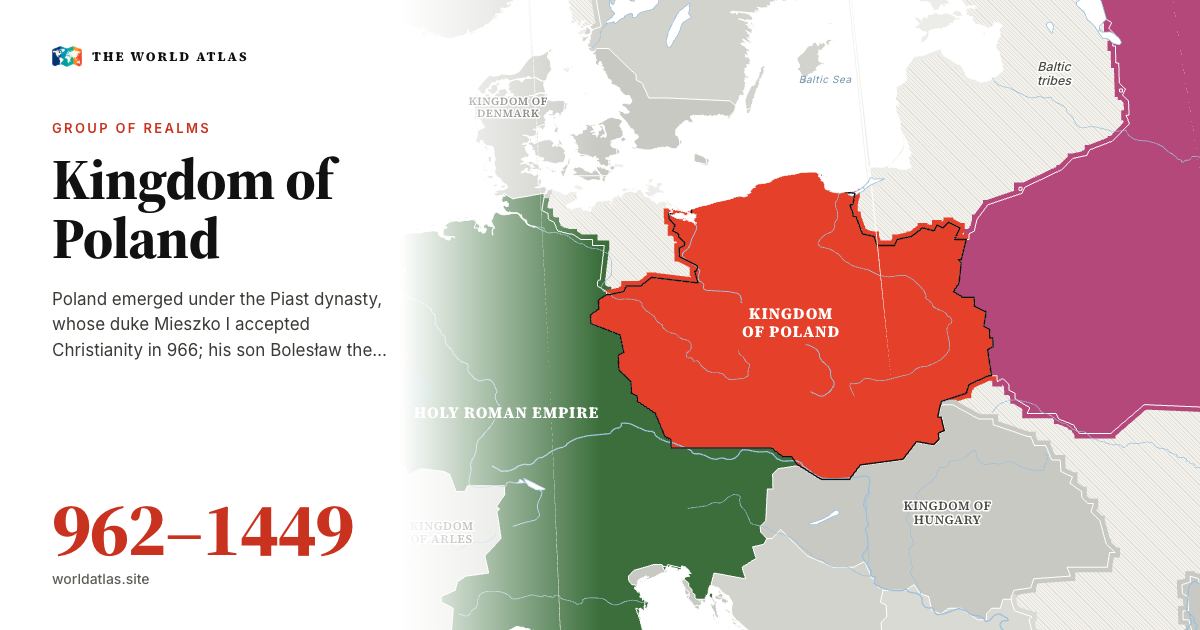 THE WORLD ATLAS
GROUP OF REALMS
Kingdom of
Poland
Poland emerged under the Piast dynasty,
whose duke Mieszko I accepted
Christianity in 966; his son Bolesław the...
962–1449
worldatlas.site
KINGDOM OF
DENMARK
Baltic Sea
Baltic
tribes
KINGDOM
OF POLAND
HOLY ROMAN EMPIRE
KINGDOM OF
HUNGARY
KINGDOM
OF ARLES